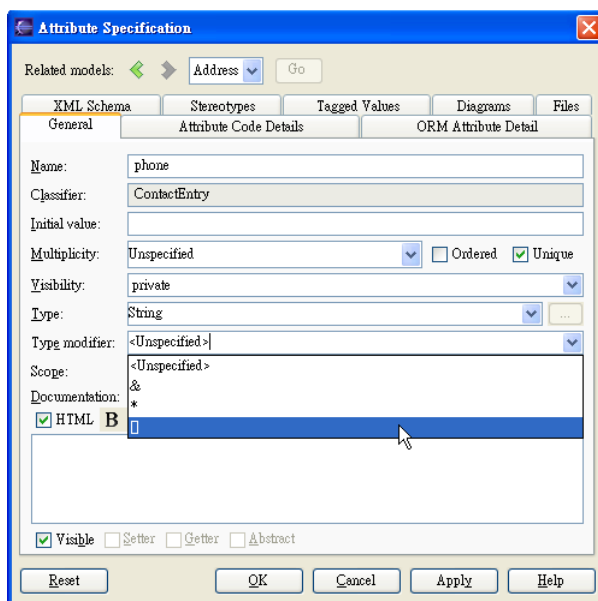 Attribute Specification
Related models: Address Go
XML Schema Stereotypes Tagged Values Diagrams Files
General Attribute Code Details ORM Attribute Detail
Name: phone
Classifier: ContactEntry
Initial value:
Multiplicity: Unspecified Ordered Unique
Visibility: private
Type: String ...
Type modifier: <Unspecified>
Scope: <Unspecified>
&
Documentation: *
HTML B []
Visible Setter Getter Abstract
Reset OK Cancel Apply Help